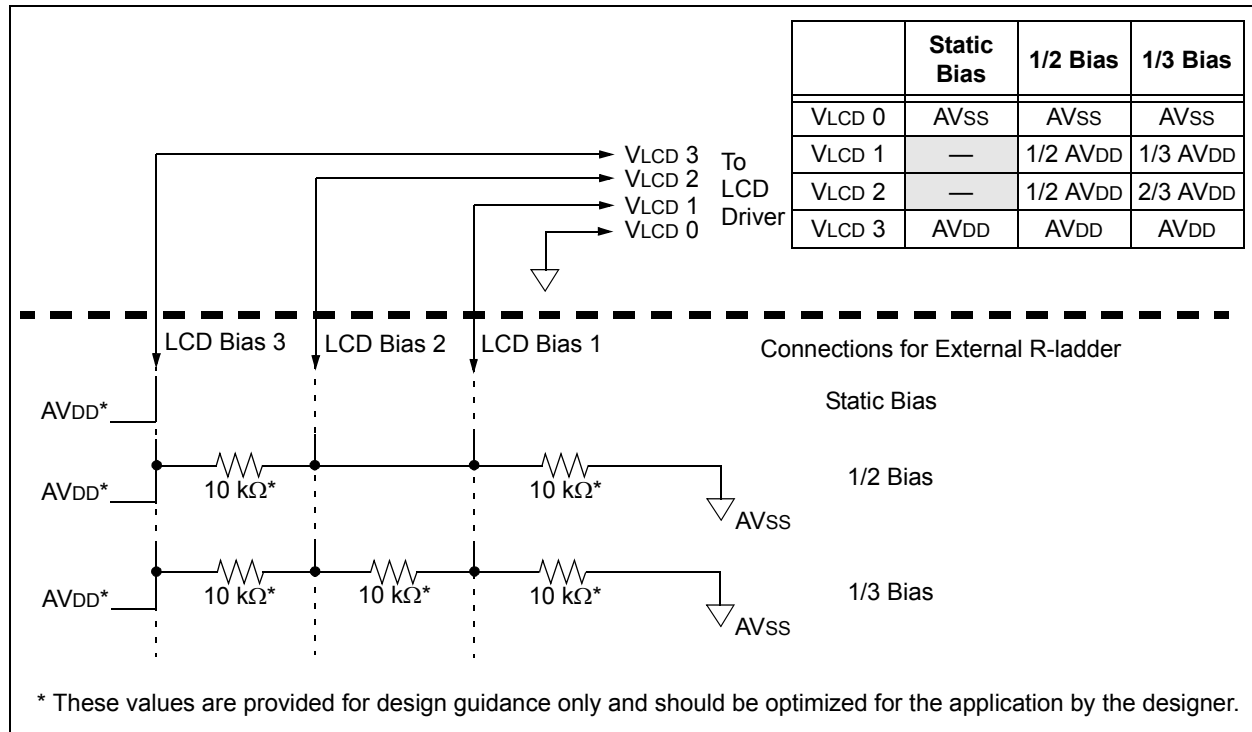 Static Bias 1/2 Bias 1/3 Bias
VLCD 0 AVSS AVSS AVSS
VLCD 1 — 1/2 AVDD 1/3 AVDD
VLCD 2 — 1/2 AVDD 2/3 AVDD
VLCD 3 AVDD AVDD AVDD
VLCD 3
VLCD 2
VLCD 1
VLCD 0
To
LCD
Driver
LCD Bias 3 LCD Bias 2 LCD Bias 1
Connections for External R-ladder
AVDD*
Static Bias
AVDD*
10 kΩ* 10 kΩ*
AVSS
1/2 Bias
AVDD*
10 kΩ* 10 kΩ* 10 kΩ*
AVSS
1/3 Bias
* These values are provided for design guidance only and should be optimized for the application by the designer.